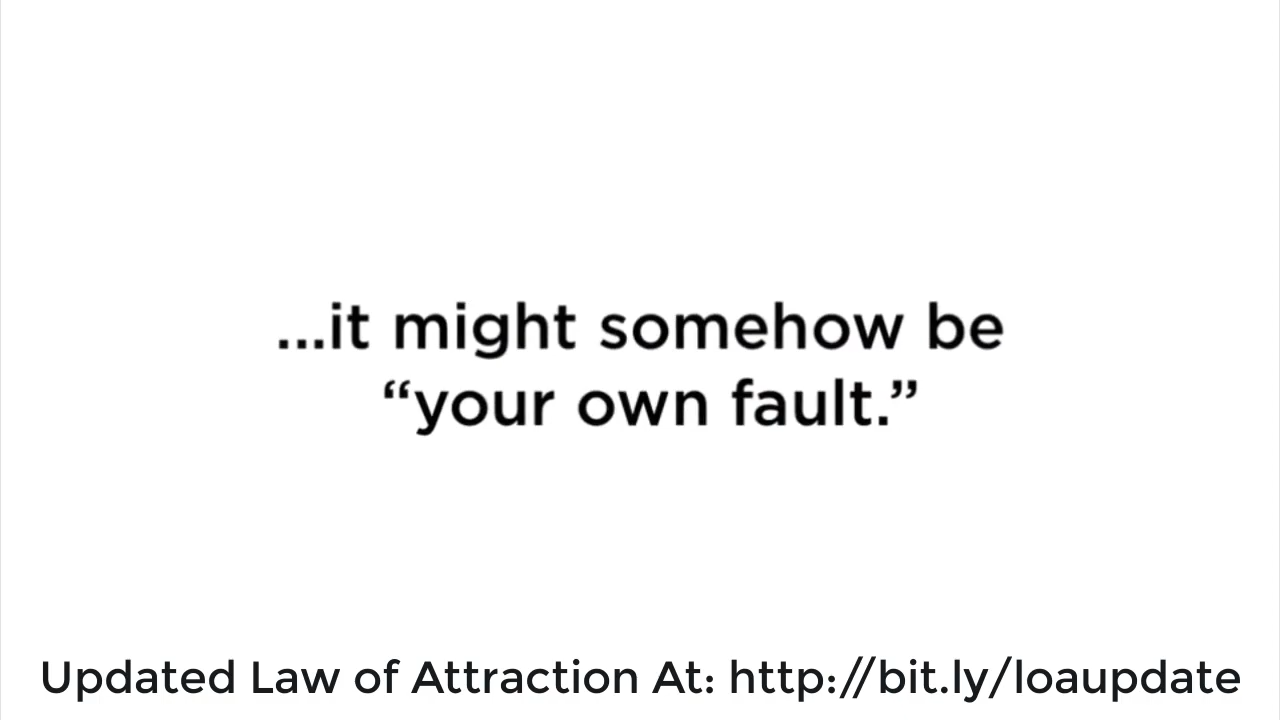 ...it might somehow be
“your own fault.”
Updated Law of Attraction At: http://bit.ly/loaupdate